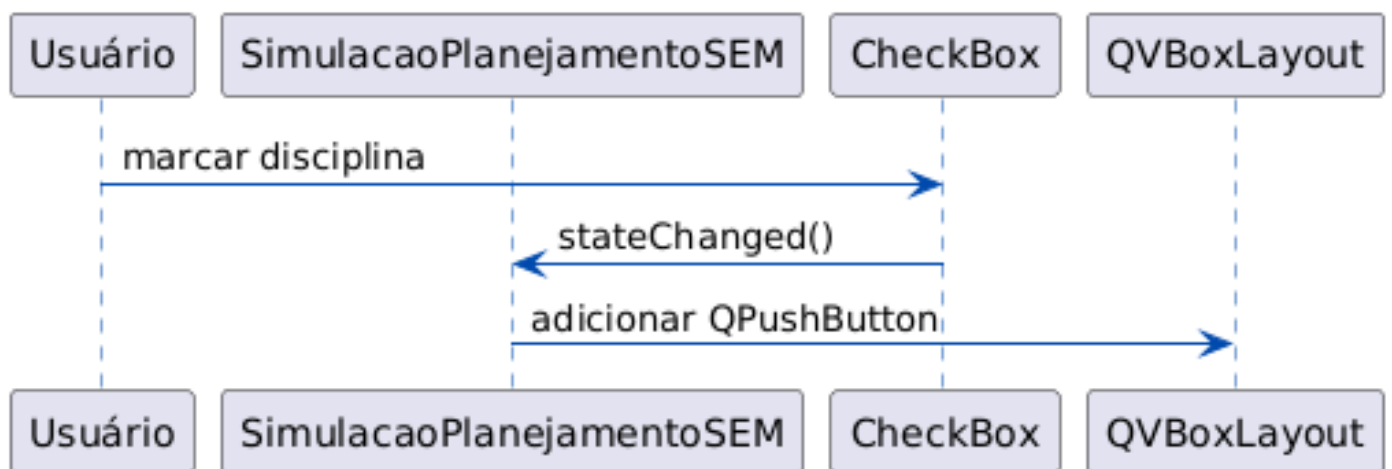 Usuário SimulacaoPlanejamentoSEM CheckBox QVBoxLayout
marcar disciplina
stateChanged()
adicionar QPushButton
Usuário SimulacaoPlanejamentoSEM CheckBox QVBoxLayout